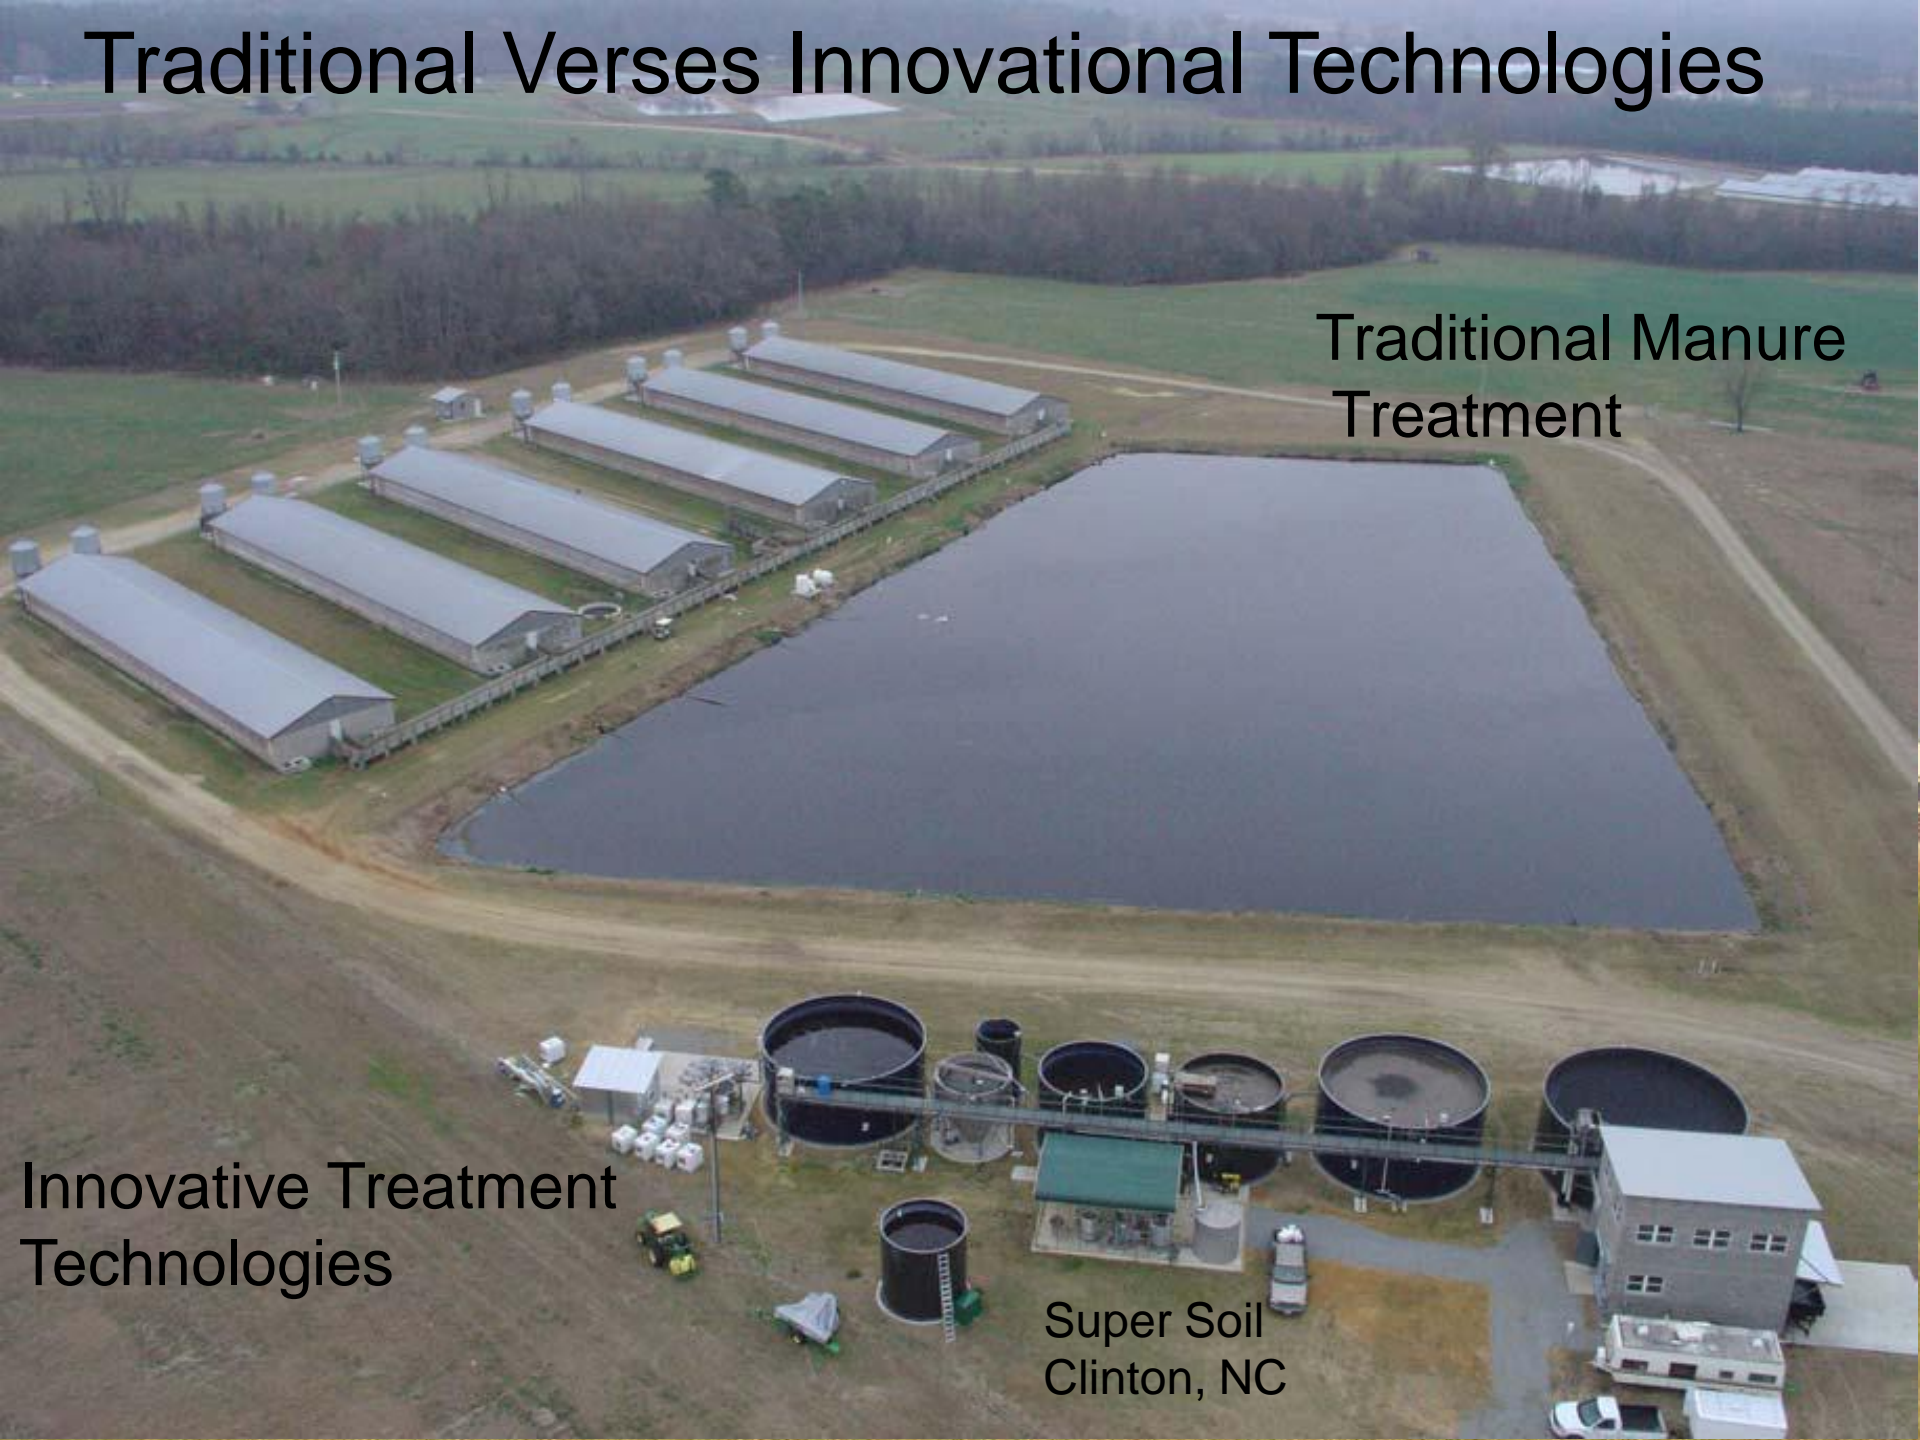 Traditional Verses Innovational Technologies
Traditional Manure
Treatment
Innovative Treatment
Technologies
Super Soil
Clinton, NC